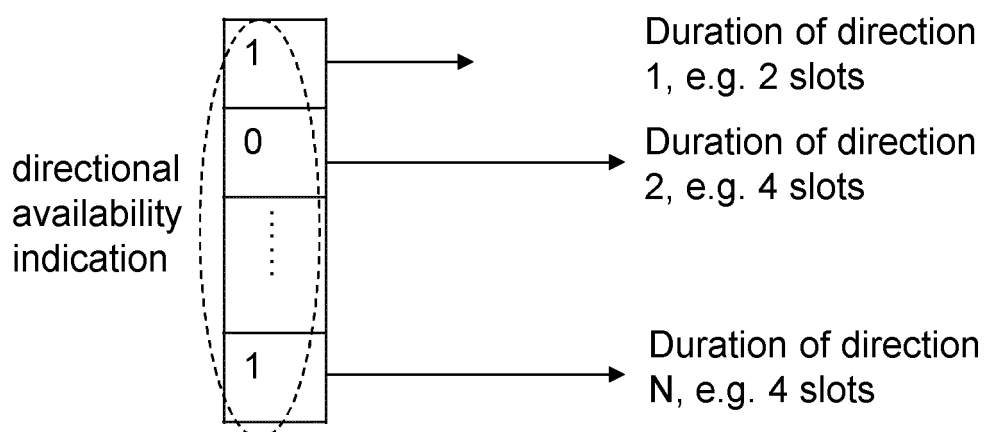 1
Duration of direction
1, e.g. 2 slots
0
Duration of direction
2, e.g. 4 slots
directional
availability
indication
1
Duration of direction
N, e.g. 4 slots